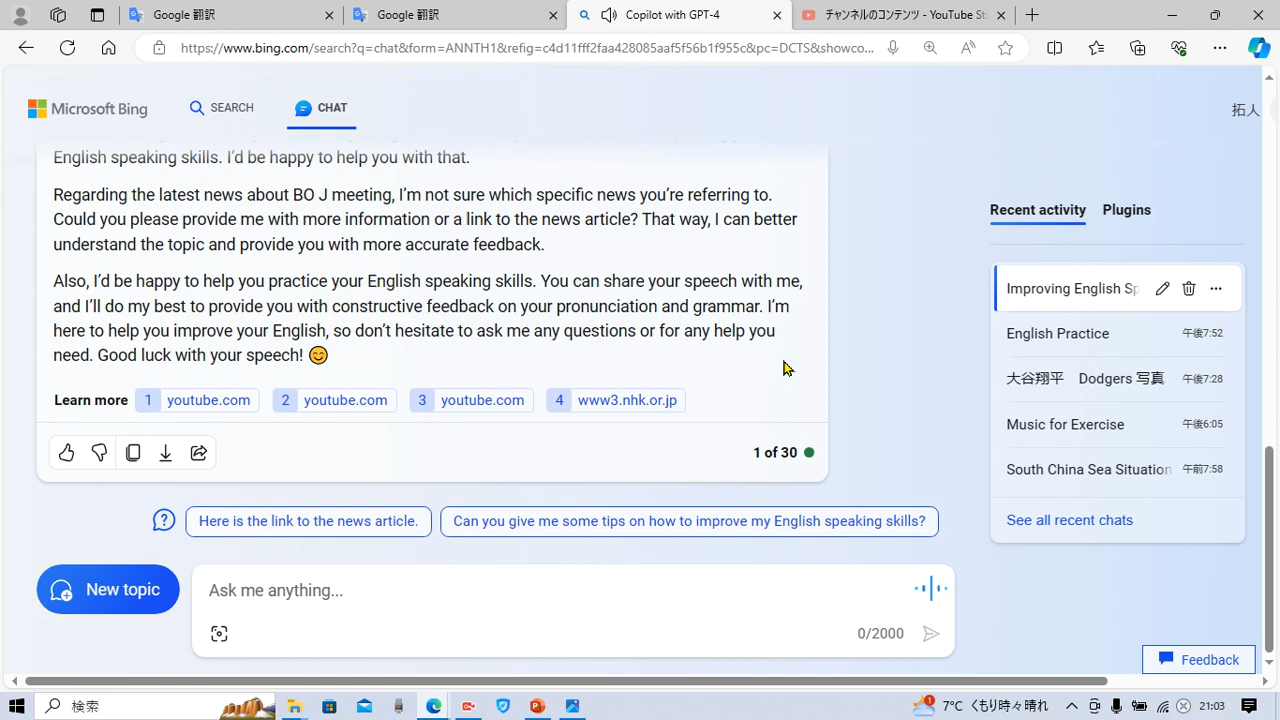 Google 翻訳
Google 翻訳
Copilot with GPT-4
チャンネルのコンテンツ - YouTube St
https://www.bing.com/search?q=chat&form=ANNTH1&refig=c4d11fff2faa428085aaf5f56b1f955c&pc=DCTS&showco...
Microsoft Bing
SEARCH
CHAT
拓人
English speaking skills. I'd be happy to help you with that.
Regarding the latest news about BO J meeting, I'm not sure which specific news you're referring to.
Could you please provide me with more information or a link to the news article? That way, I can better
understand the topic and provide you with more accurate feedback.
Also, I'd be happy to help you practice your English speaking skills. You can share your speech with me,
and I'll do my best to provide you with constructive feedback on your pronunciation and grammar. I'm
here to help you improve your English, so don't hesitate to ask me any questions or for any help you
need. Good luck with your speech! 😊
Learn more 1 youtube.com 2 youtube.com 3 youtube.com 4 www3.nhk.or.jp
1 of 30
Here is the link to the news article.
Can you give me some tips on how to improve my English speaking skills?
New topic
Ask me anything...
0/2000
Recent activity Plugins
Improving English Sp
English Practice 午後7:52
大谷翔平 Dodgers 写真 午後7:28
Music for Exercise 午後6:05
South China Sea Situation 午前7:58
See all recent chats
Feedback
検索
1
7°C くもり時々晴れ
21:03